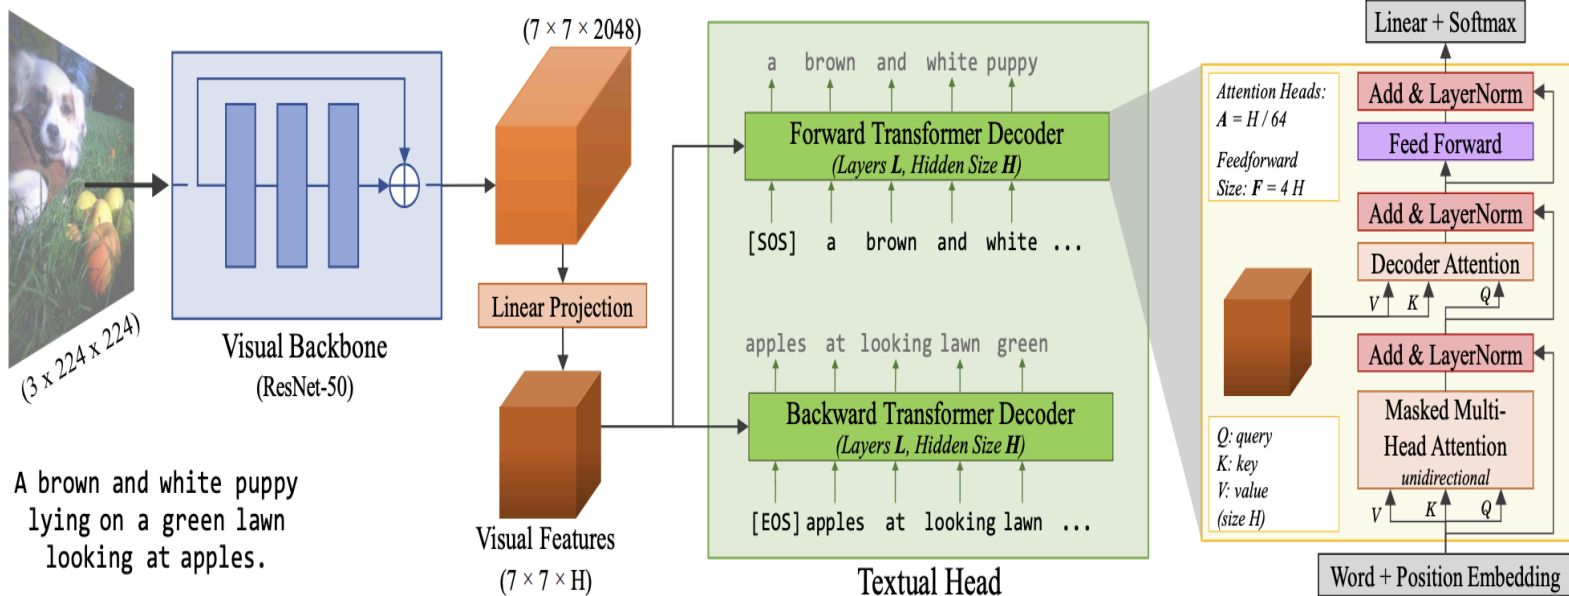 (3 x 224 x 224)
A brown and white puppy
lying on a green lawn
looking at apples.
Visual Backbone
(ResNet-50)
(7 × 7 × 2048)
Linear Projection
Visual Features
(7 × 7 × H)
a brown and white puppy
Forward Transformer Decoder
(Layers L, Hidden Size H)
[SOS] a brown and white ...
apples at looking lawn green
Backward Transformer Decoder
(Layers L, Hidden Size H)
[EOS] apples at looking lawn ...
Textual Head
Attention Heads:
A = H / 64
Feedforward
Size: F = 4 H
Q: query
K: key
V: value
(size H)
Linear + Softmax
Add & LayerNorm
Feed Forward
Add & LayerNorm
Decoder Attention
V K Q
Add & LayerNorm
Masked Multi-
Head Attention
unidirectional
V K Q
Word + Position Embedding